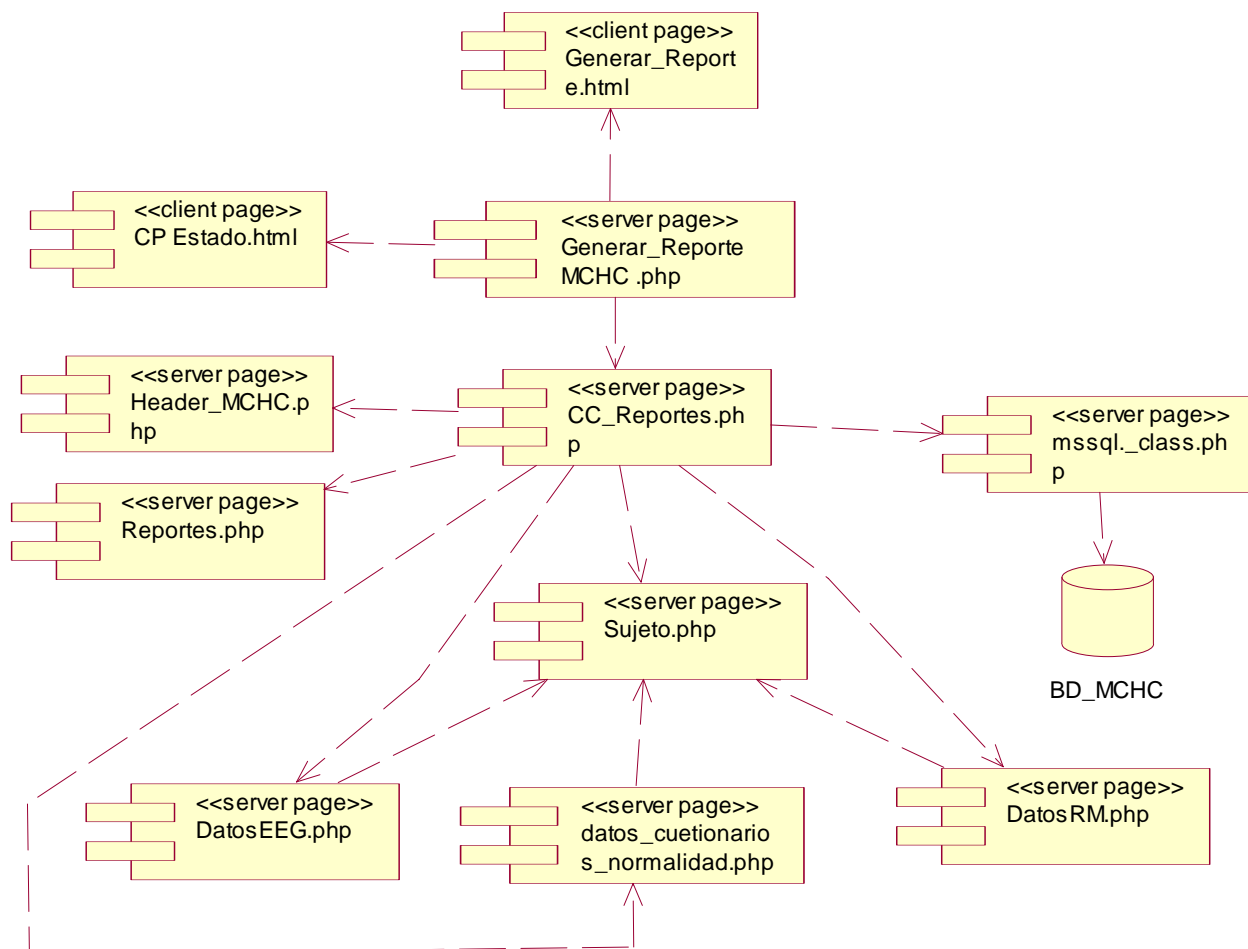 <<client page>>
Generar_Report
e.html
<<client page>>
CP Estado.html
<<server page>>
Generar_Reporte
MCHC .php
<<server page>>
Header_MCHC.p
hp
<<server page>>
CC_Reportes.ph
p
<<server page>>
mssql._class.ph
p
<<server page>>
Reportes.php
<<server page>>
Sujeto.php
BD_MCHC
<<server page>>
DatosEEG.php
<<server page>>
datos_cuetionario
s_normalidad.php
<<server page>>
DatosRM.php